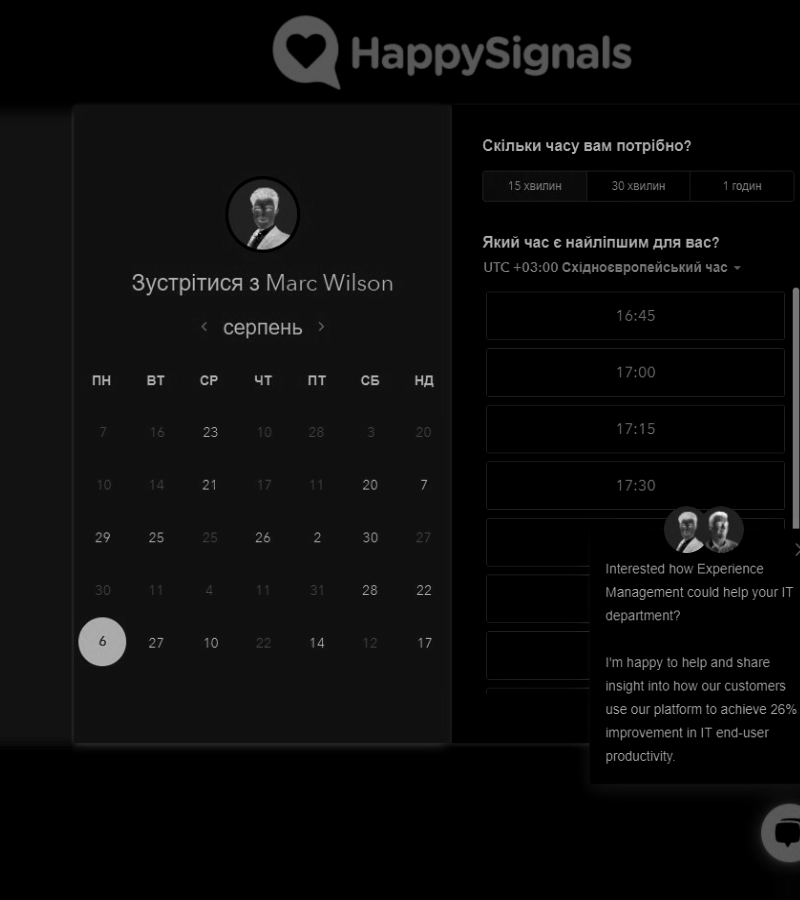 HappySignals
Зустрітися з Marc Wilson
серпень
ПН ВТ СР ЧТ ПТ СБ НД
7 16 23 10 28 3 20
10 14 21 17 11 20 7
29 25 25 26 2 30 27
30 11 4 11 31 28 22
6 27 10 22 14 12 17
Скільки часу вам потрібно?
15 хвилин 30 хвилин 1 годин
Який час є найліпшим для вас?
UTC +03:00 Східноєвропейський час
16:45
17:00
17:15
17:30
Interested how Experience
Management could help your IT
department?
I'm happy to help and share
insight into how our customers
use our platform to achieve 26%
improvement in IT end-user
productivity.